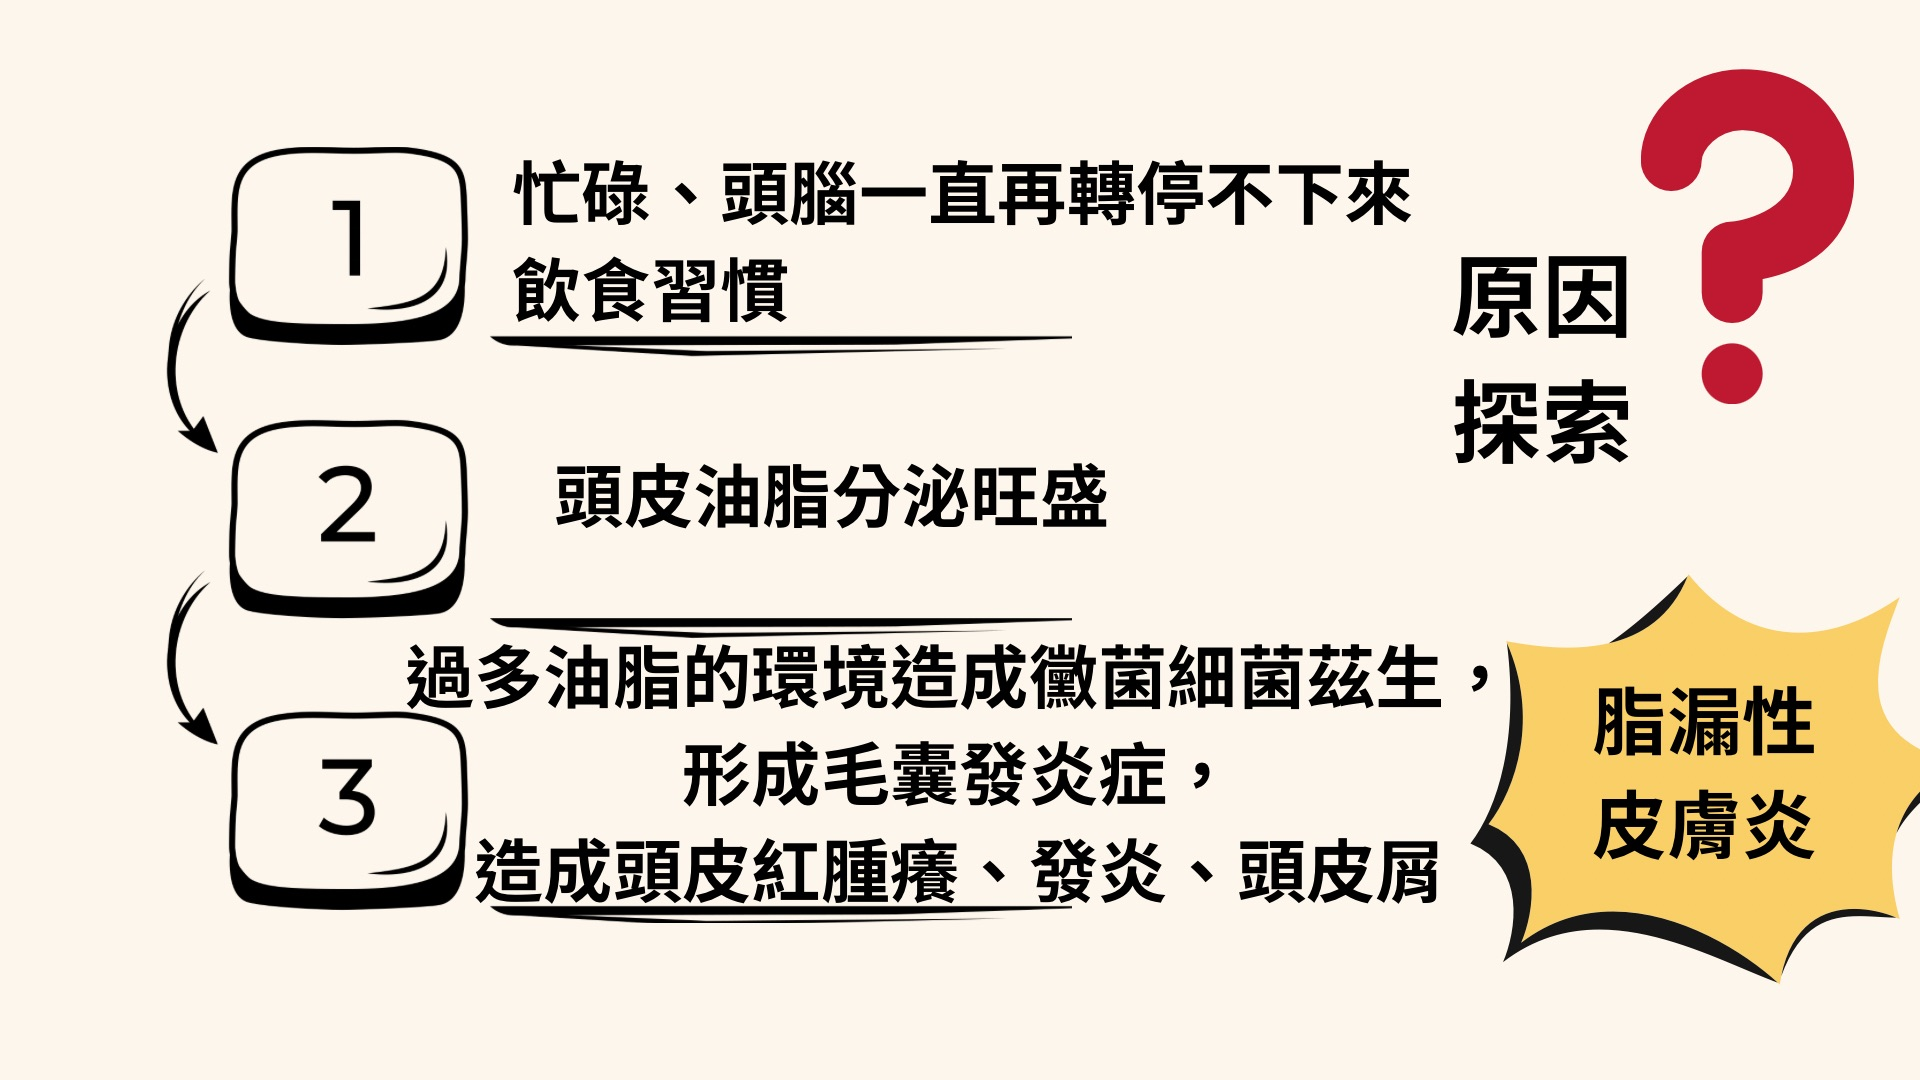 1
忙碌、頭腦一直再轉停不下來
飲食習慣
原因
探索
?
2
頭皮油脂分泌旺盛
3
過多油脂的環境造成黴菌細菌茲生，
形成毛囊發炎症，
造成頭皮紅腫癢、發炎、頭皮屑
脂漏性
皮膚炎